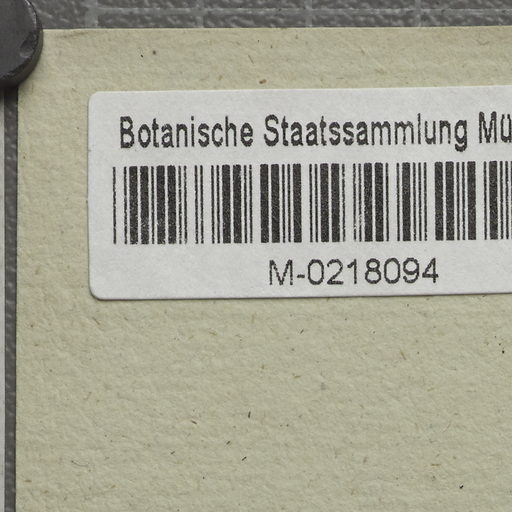 Botanische Staatssammlung Mü
M-0218094